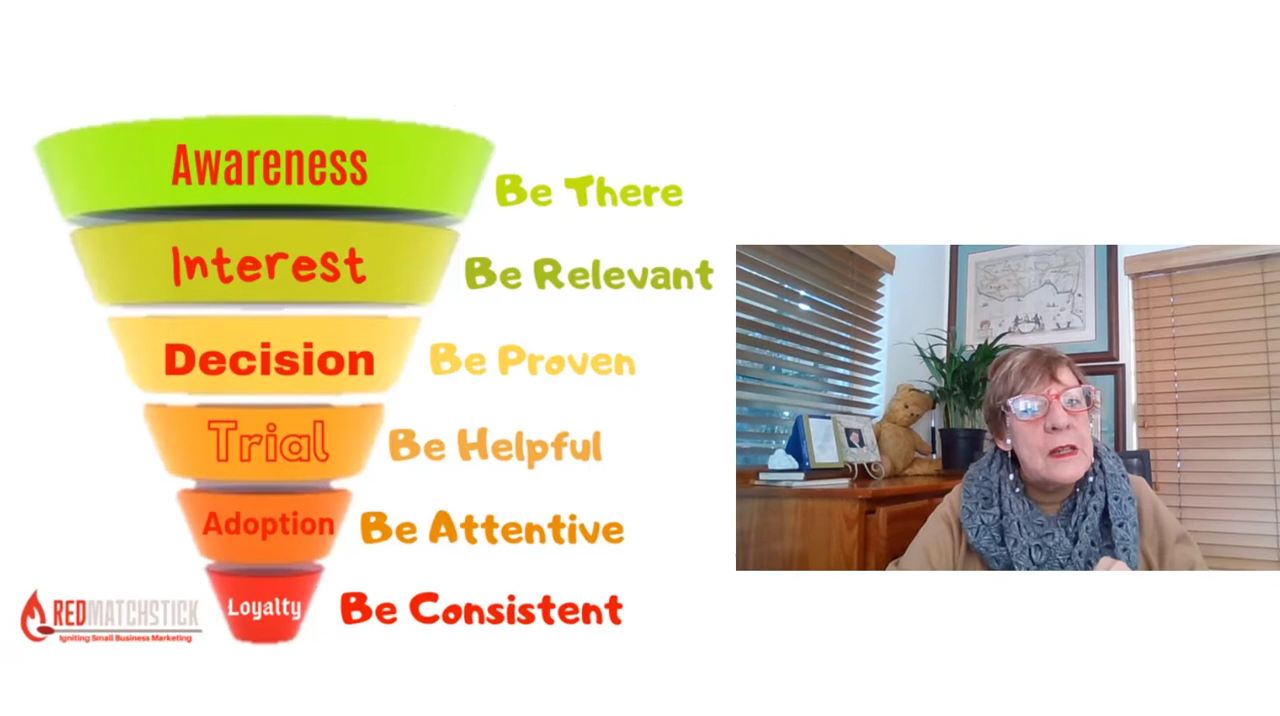 Awareness
Be There
Interest
Be Relevant
Decision
Be Proven
Trial
Be Helpful
Adoption
Be Attentive
Loyalty
Be Consistent
REDMATCHSTICK
Igniting Small Business Marketing